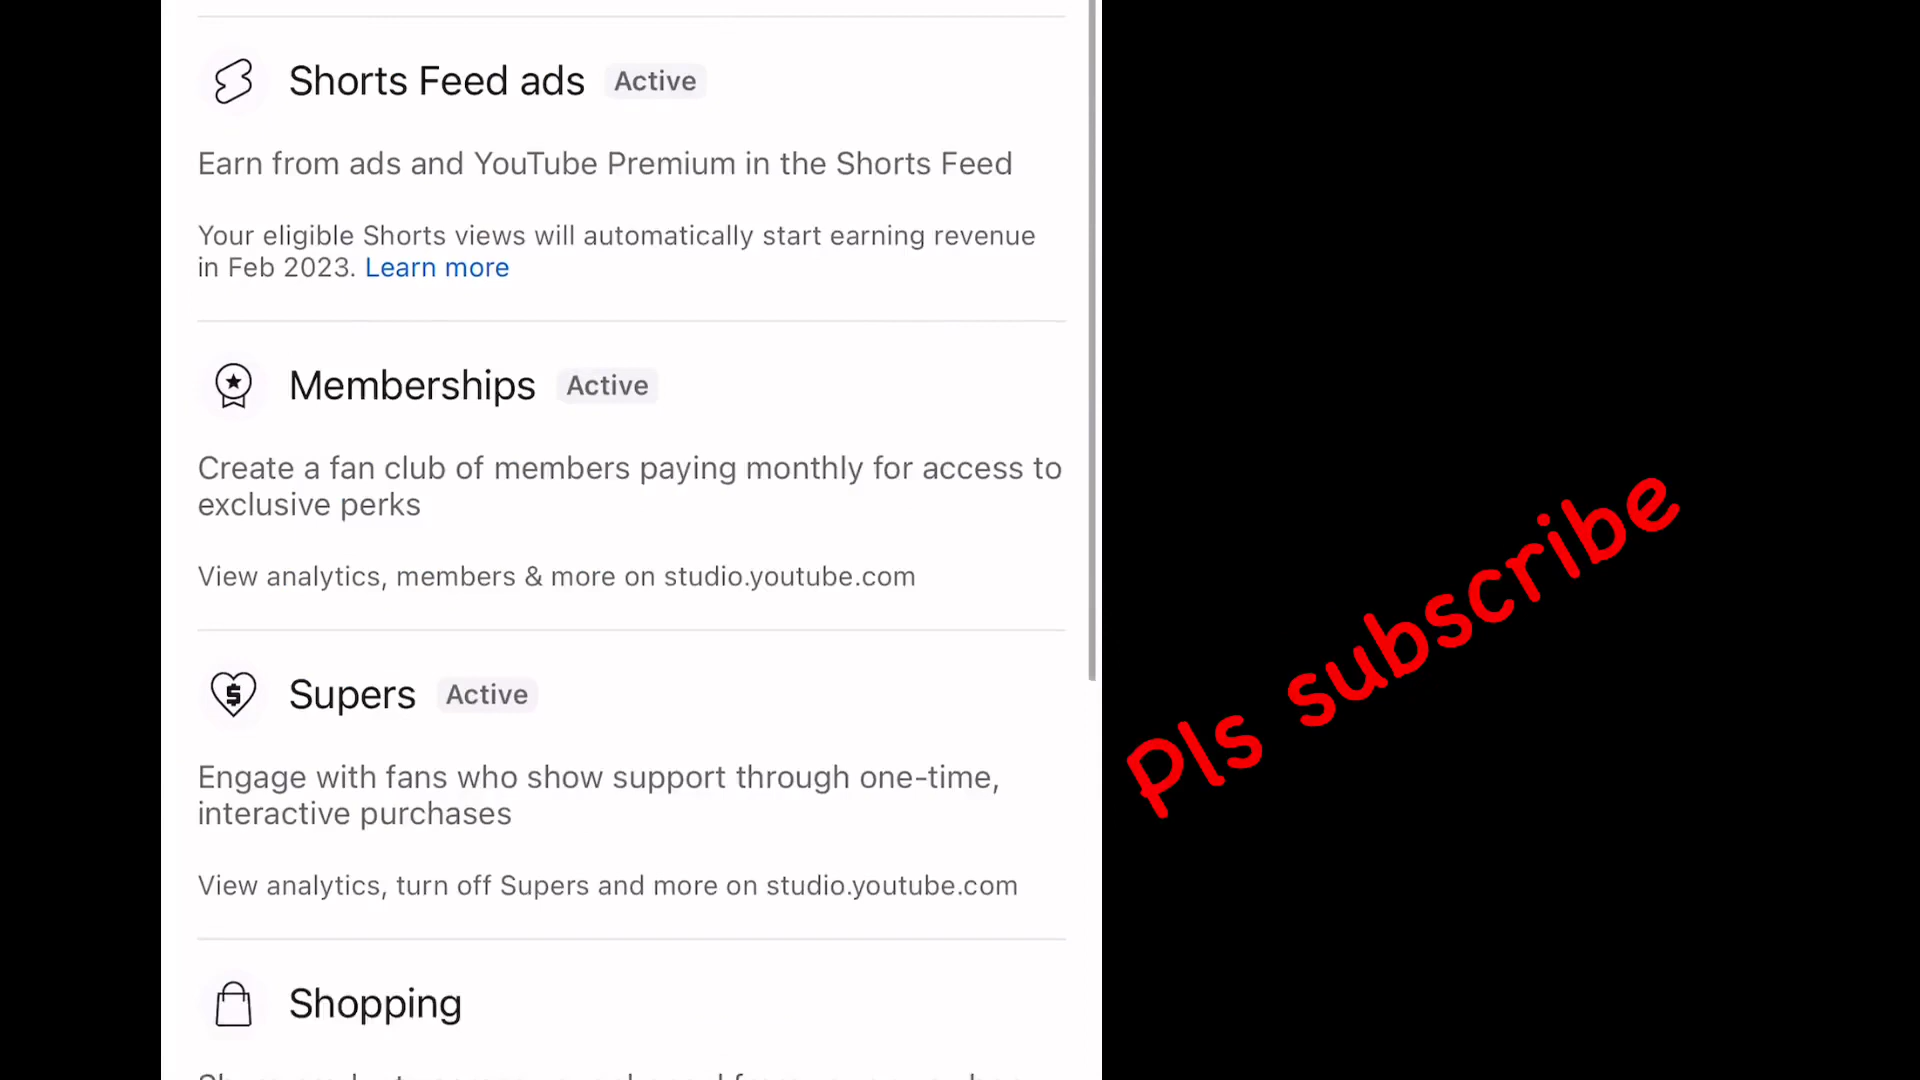 Shorts Feed ads Active
Earn from ads and YouTube Premium in the Shorts Feed
Your eligible Shorts views will automatically start earning revenue
in Feb 2023. Learn more
Memberships Active
Create a fan club of members paying monthly for access to
exclusive perks
View analytics, members & more on studio.youtube.com
Supers Active
Engage with fans who show support through one-time,
interactive purchases
View analytics, turn off Supers and more on studio.youtube.com
Shopping
Pls subscribe